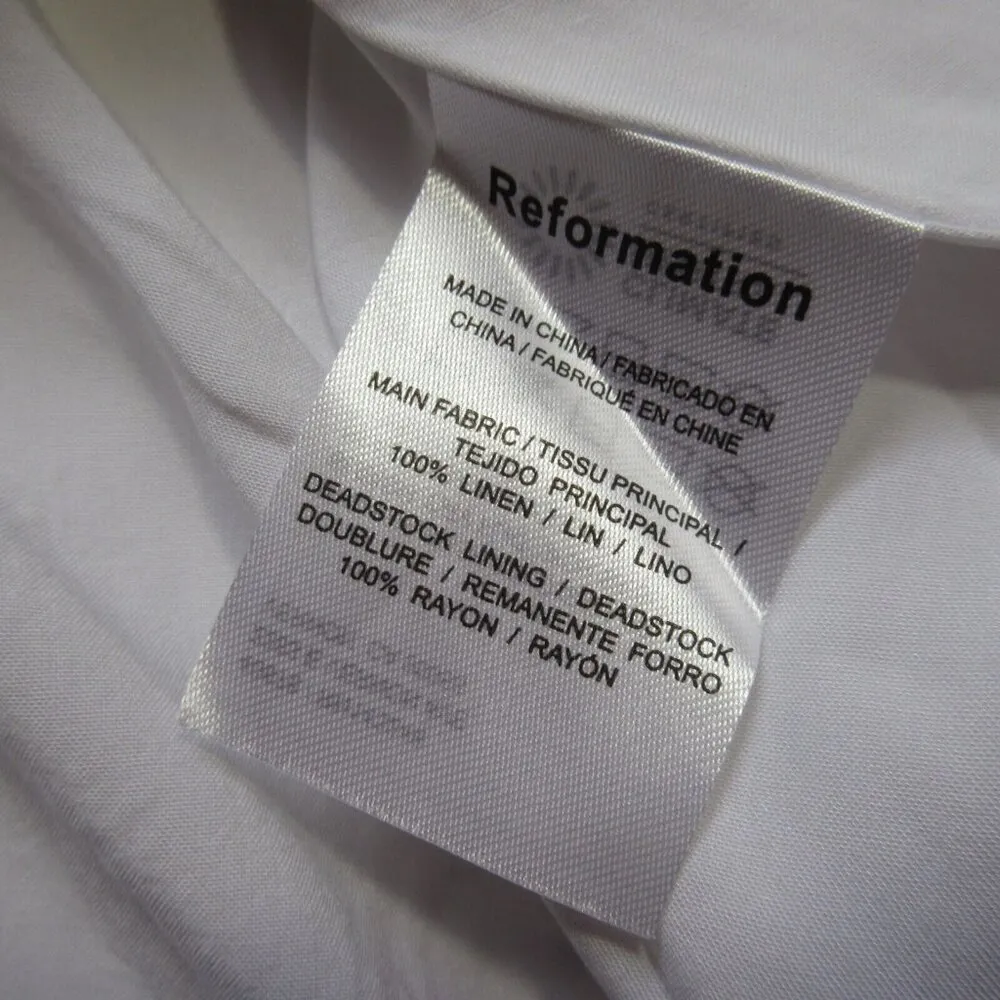 Reformation
MADE IN CHINA / FABRICADO EN
CHINA / FABRIQUÉ EN CHINE
MAIN FABRIC / TISSU PRINCIPAL /
TEJIDO PRINCIPAL
100% LINEN / LIN / LINO
DEADSTOCK LINING / DEADSTOCK
DOUBLURE / REMANENTE FORRO
100% RAYON / RAYÓN